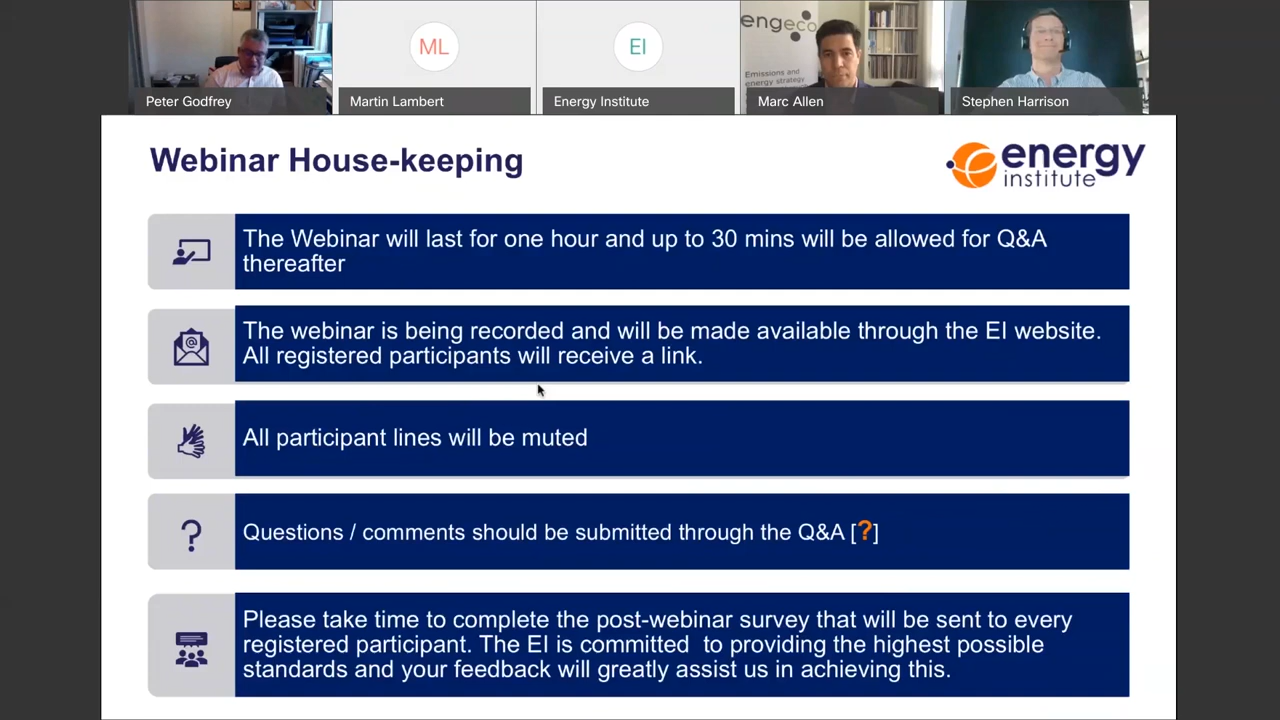 engeco
Emissions and
energy strategy
ML
EI
Peter Godfrey
Martin Lambert
Energy Institute
Marc Allen
Stephen Harrison
Webinar House-keeping
energy
institute
The Webinar will last for one hour and up to 30 mins will be allowed for Q&A
thereafter
@
The webinar is being recorded and will be made available through the EI website.
All registered participants will receive a link.
All participant lines will be muted
?
Questions / comments should be submitted through the Q&A [?]
Please take time to complete the post-webinar survey that will be sent to every
registered participant. The EI is committed  to providing the highest possible
standards and your feedback will greatly assist us in achieving this.